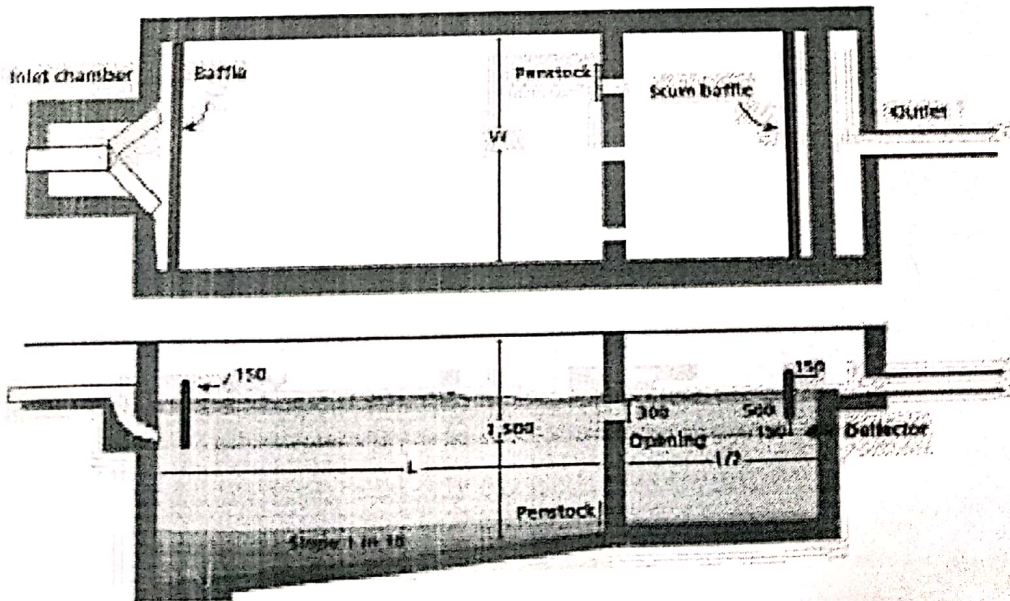 Inlet chamber
Baffle
Penstock
Scum baffle
Outlet
W
150
150
300
500
150
Deflector
1,500
Opening
L
L/2
Penstock
Slope 1 in 10